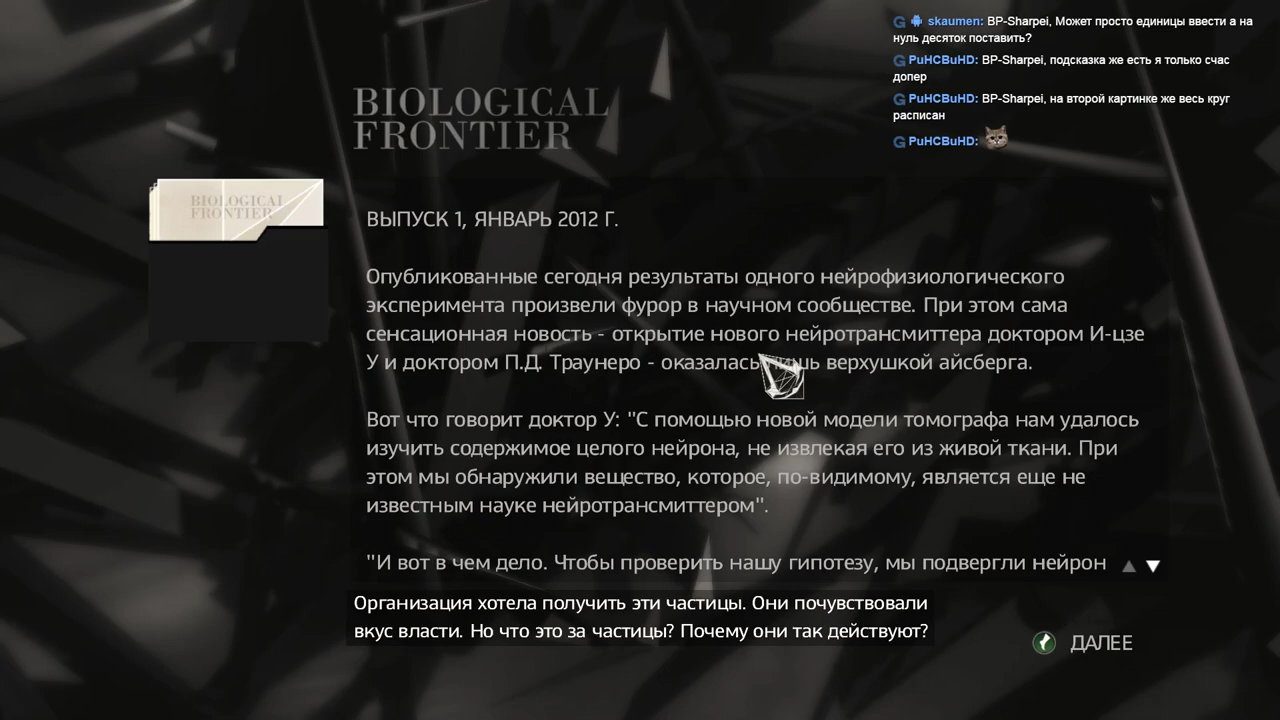 skaumen: BP-Sharpei, Может просто единицы ввести а на
нуль десяток поставить?
PuHCBuHD: BP-Sharpei, подсказка же есть я только счас
допер
PuHCBuHD: BP-Sharpei, на второй картинке же весь круг
расписан
PuHCBuHD:
BIOLOGICAL
FRONTIER
BIOLOGICAL
FRONTIER
ВЫПУСК 1, ЯНВАРЬ 2012 Г.
Опубликованные сегодня результаты одного нейрофизиологического
эксперимента произвели фурор в научном сообществе. При этом сама
сенсационная новость - открытие нового нейротрансмиттера доктором И-цзе
У и доктором П.Д. Траунеро - оказалась верхушкой айсберга.
Вот что говорит доктор У: "С помощью новой модели томографа нам удалось
изучить содержимое целого нейрона, не извлекая его из живой ткани. При
этом мы обнаружили вещество, которое, по-видимому, является еще не
известным науке нейротрансмиттером".
"И вот в чем дело. Чтобы проверить нашу гипотезу, мы подвергли нейрон
Организация хотела получить эти частицы. Они почувствовали
вкус власти. Но что это за частицы? Почему они так действуют?
ДАЛЕЕ